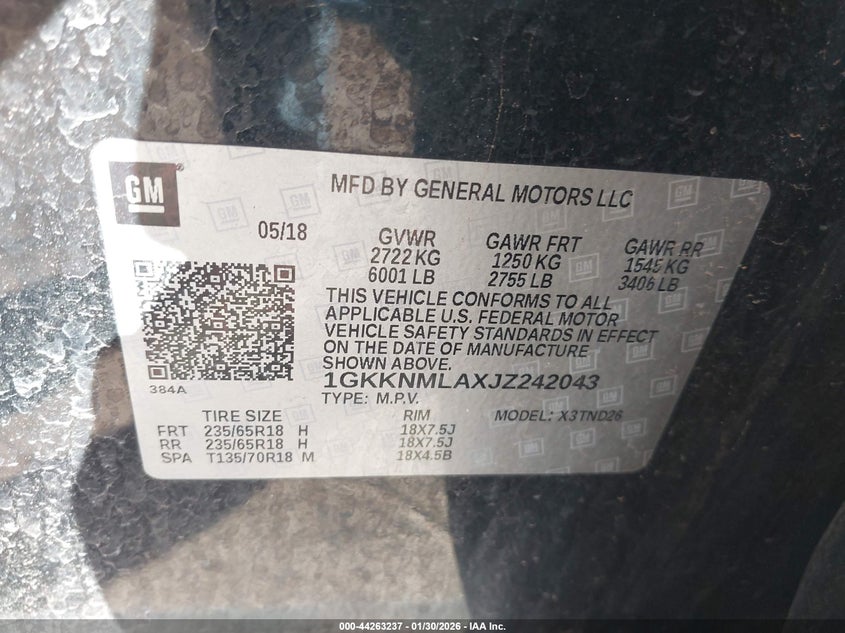 GM
MFD BY GENERAL MOTORS LLC
05/18
GVWR
2722 KG
6001 LB
GAWR FRT
1250 KG
2755 LB
GAWR RR
1545 KG
3406 LB
THIS VEHICLE CONFORMS TO ALL
APPLICABLE U.S. FEDERAL MOTOR
VEHICLE SAFETY STANDARDS IN EFFECT
ON THE DATE OF MANUFACTURE
SHOWN ABOVE.
384A
1GKKNMLAXJZ242043
TYPE: M.P.V.
TIRE SIZE RIM MODEL: X3TND26
FRT 235/65R18 H 18X7.5J
RR 235/65R18 H 18X7.5J
SPA T135/70R18 M 18X4.5B
000-44263237 - 01/30/2026 - IAA Inc.